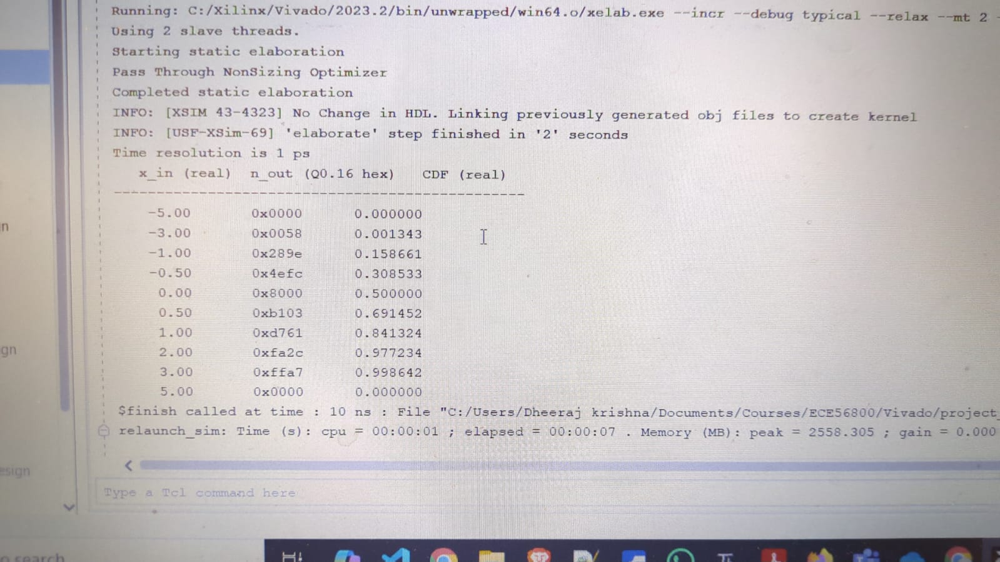 Running: C:/Xilinx/Vivado/2023.2/bin/unwrapped/win64.o/xelab.exe --incr --debug typical --relax --mt 2 -
Using 2 slave threads.
Starting static elaboration
Pass Through NonSizing Optimizer
Completed static elaboration
INFO: [XSIM 43-4323] No Change in HDL. Linking previously generated obj files to create kernel
INFO: [USF-XSim-69] 'elaborate' step finished in '2' seconds
Time resolution is 1 ps
x_in (real) n_out (Q0.16 hex) CDF (real)
-----------------------------------------------
-5.00 0x0000 0.000000
-3.00 0x0058 0.001343
-1.00 0x289e 0.158661
-0.50 0x4efc 0.308533
0.00 0x8000 0.500000
0.50 0xb103 0.691452
1.00 0xd761 0.841324
2.00 0xfa2c 0.977234
3.00 0xffa7 0.998642
5.00 0x0000 0.000000
$finish called at time : 10 ns : File "C:/Users/Dheeraj krishna/Documents/Courses/ECE56800/Vivado/project_
relaunch_sim: Time (s): cpu = 00:00:01 ; elapsed = 00:00:07 . Memory (MB): peak = 2558.305 ; gain = 0.000
Type a Tcl command here
n
gn
esign
o search